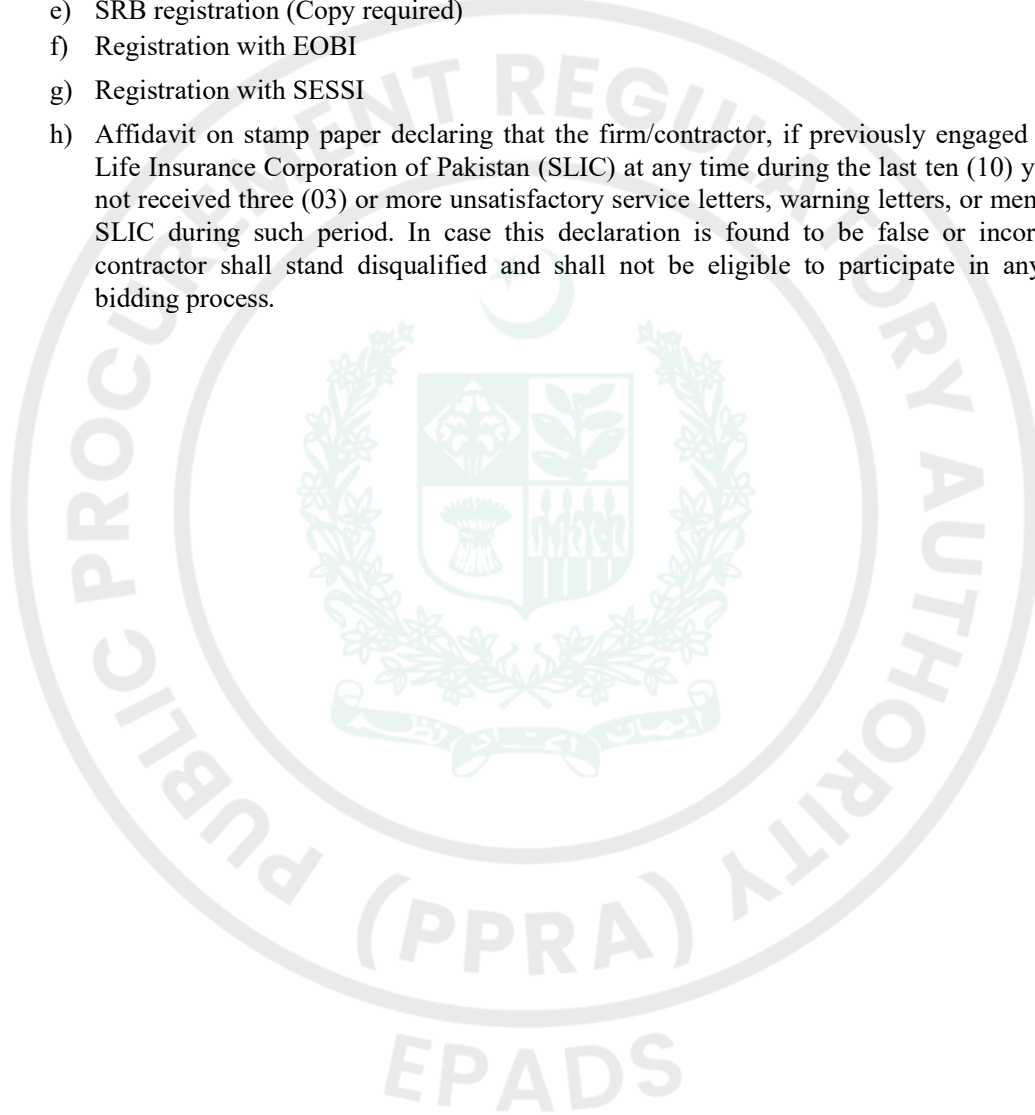 e) SRB registration (Copy required)
f) Registration with EOBI
g) Registration with SESSI
h) Affidavit on stamp paper declaring that the firm/contractor, if previously engaged
Life Insurance Corporation of Pakistan (SLIC) at any time during the last ten (10) y
not received three (03) or more unsatisfactory service letters, warning letters, or mem
SLIC during such period. In case this declaration is found to be false or incor
contractor shall stand disqualified and shall not be eligible to participate in any
bidding process.
PUBLIC PROCUREMENT REGULATORY AUTHORITY
(PPRA)
EPADS